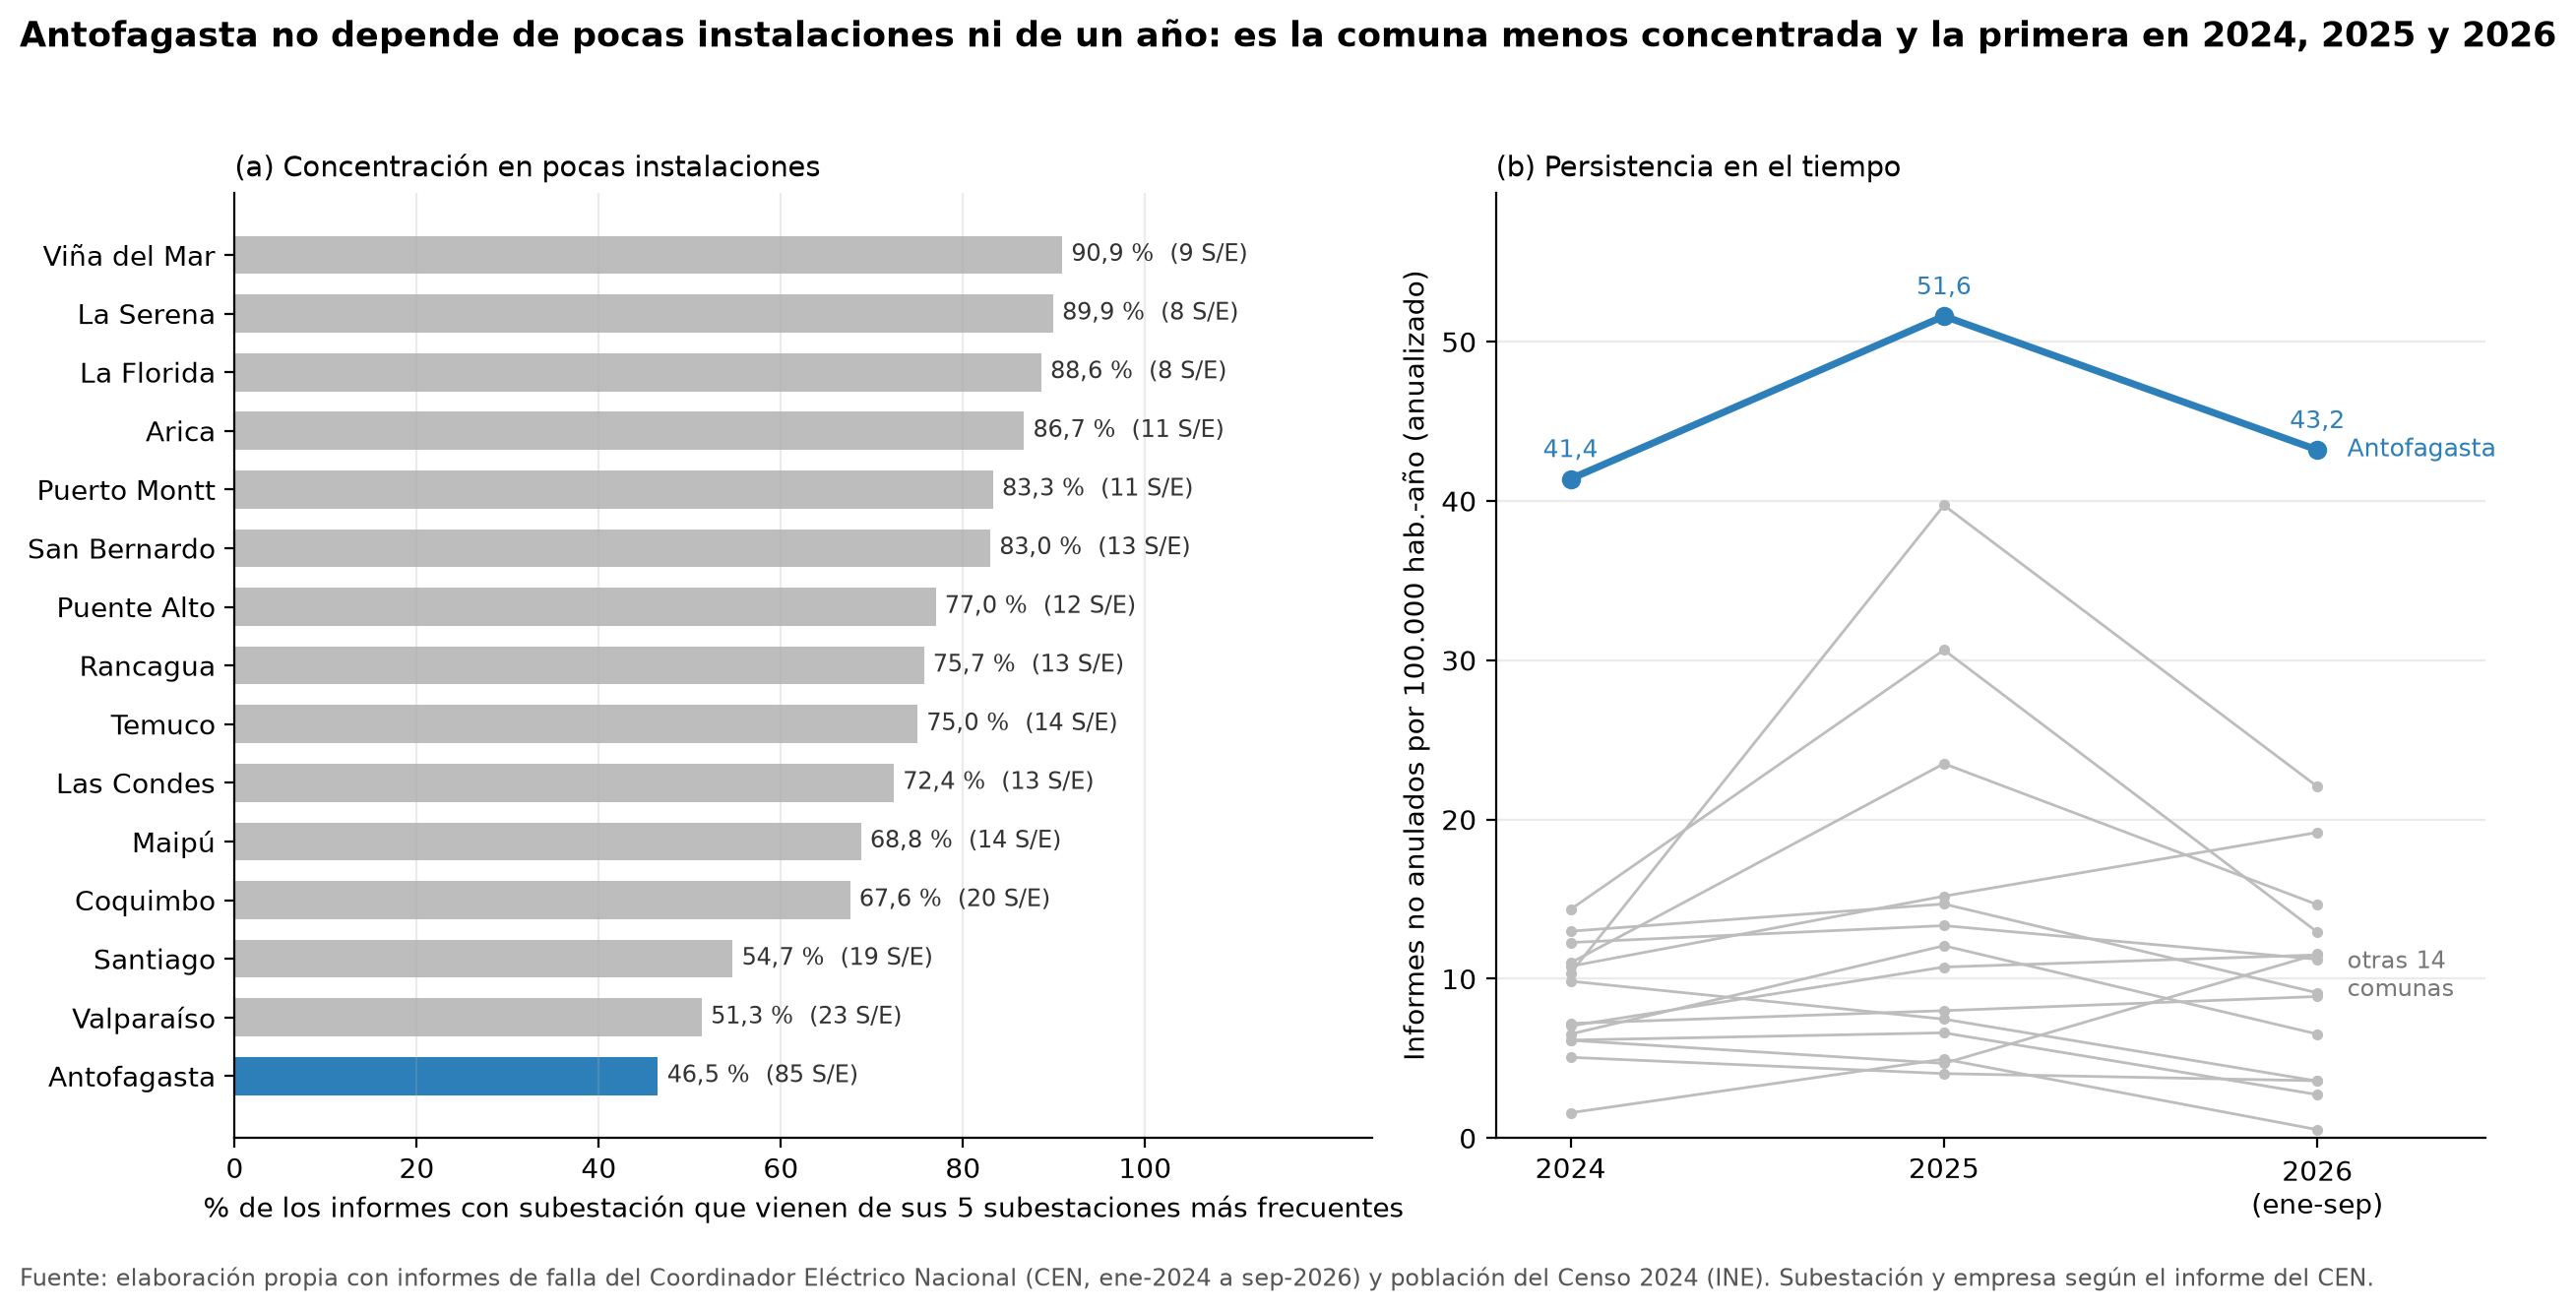 Antofagasta no depende de pocas instalaciones ni de un año: es la comuna menos concentrada y la primera en 2024, 2025 y 2026
(a) Concentración en pocas instalaciones
Viña del Mar 90,9 % (9 S/E)
La Serena 89,9 % (8 S/E)
La Florida 88,6 % (8 S/E)
Arica 86,7 % (11 S/E)
Puerto Montt 83,3 % (11 S/E)
San Bernardo 83,0 % (13 S/E)
Puente Alto 77,0 % (12 S/E)
Rancagua 75,7 % (13 S/E)
Temuco 75,0 % (14 S/E)
Las Condes 72,4 % (13 S/E)
Maipú 68,8 % (14 S/E)
Coquimbo 67,6 % (20 S/E)
Santiago 54,7 % (19 S/E)
Valparaíso 51,3 % (23 S/E)
Antofagasta 46,5 % (85 S/E)
0 20 40 60 80 100
% de los informes con subestación que vienen de sus 5 subestaciones más frecuentes
(b) Persistencia en el tiempo
Informes no anulados por 100.000 hab.-año (anualizado)
50
40
30
20
10
0
51,6
43,2
41,4
Antofagasta
otras 14
comunas
2024 2025 2026
(ene-sep)
Fuente: elaboración propia con informes de falla del Coordinador Eléctrico Nacional (CEN, ene-2024 a sep-2026) y población del Censo 2024 (INE). Subestación y empresa según el informe del CEN.